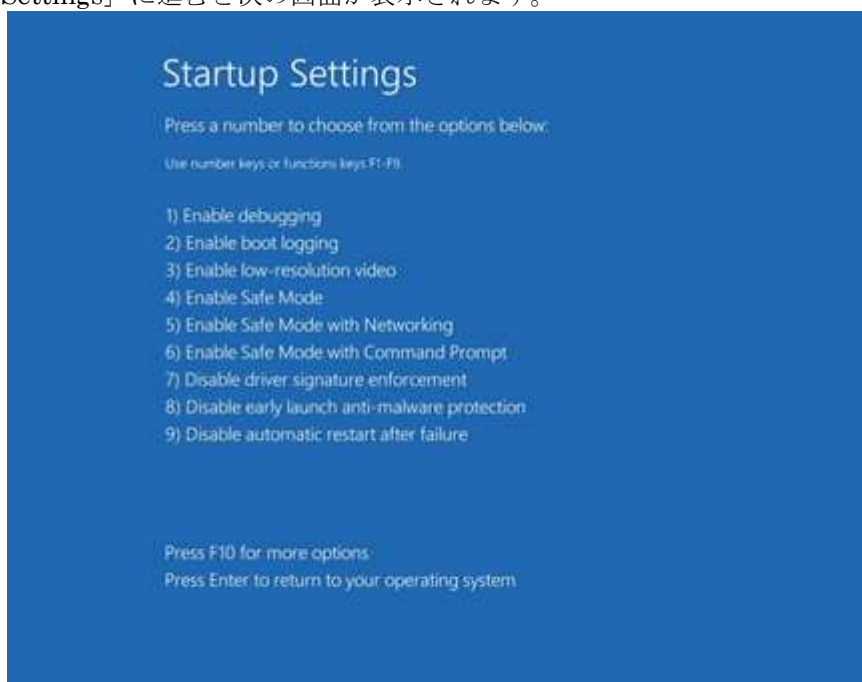 Settings」に進むと次の画面が表示されます。
Startup Settings
Press a number to choose from the options below:
Use number keys or functions keys F1-F9.
1) Enable debugging
2) Enable boot logging
3) Enable low-resolution video
4) Enable Safe Mode
5) Enable Safe Mode with Networking
6) Enable Safe Mode with Command Prompt
7) Disable driver signature enforcement
8) Disable early launch anti-malware protection
9) Disable automatic restart after failure
Press F10 for more options
Press Enter to return to your operating system